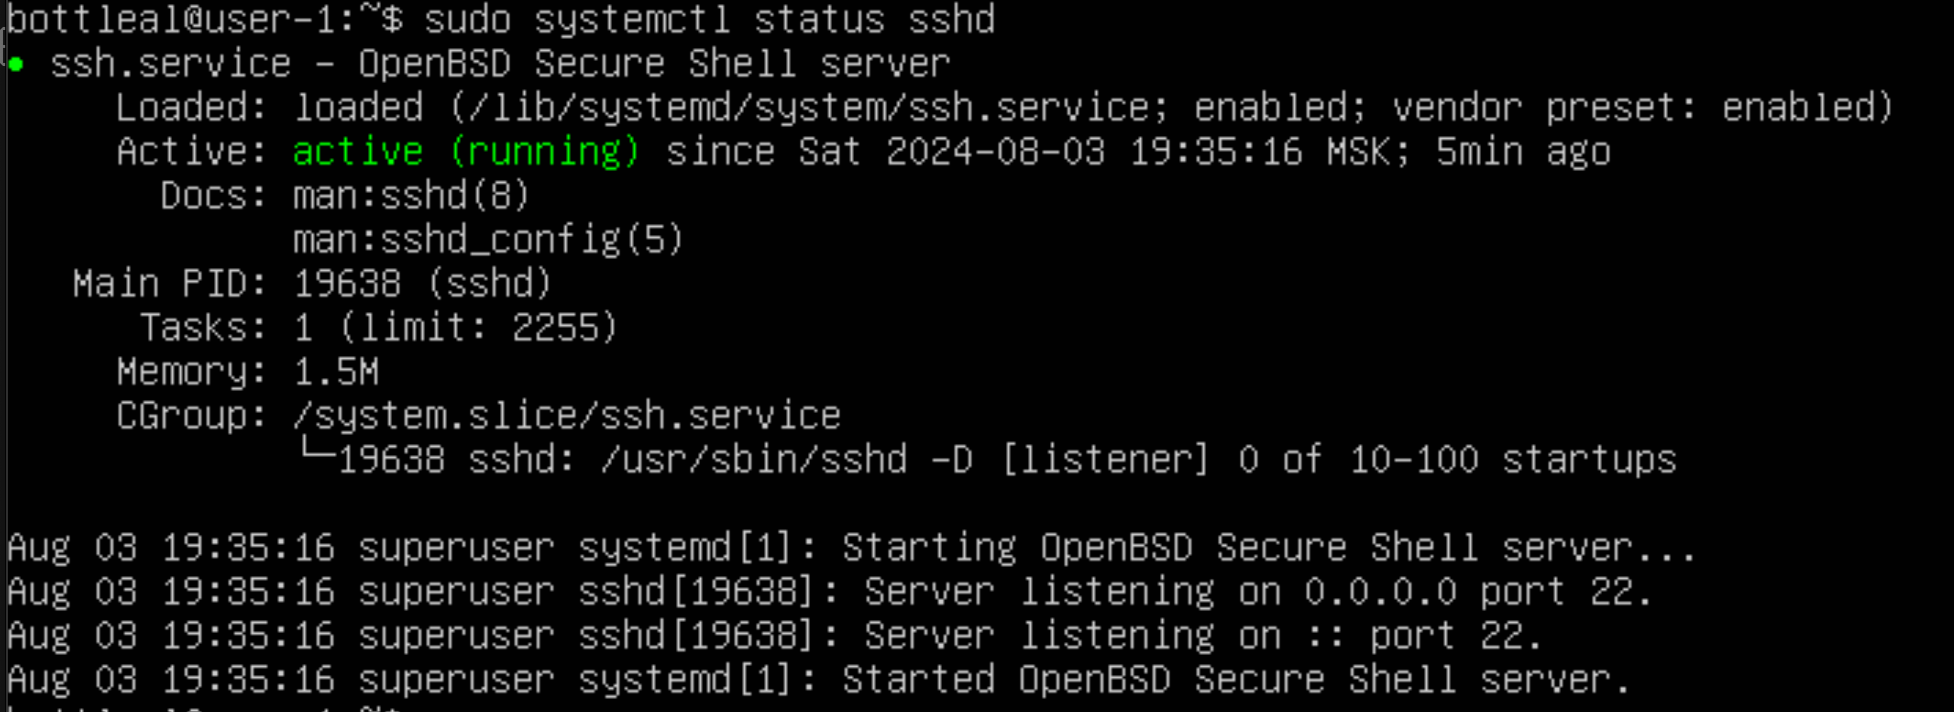 bottleal@user-1:~$ sudo systemctl status sshd
● ssh.service - OpenBSD Secure Shell server
Loaded: loaded (/lib/systemd/system/ssh.service; enabled; vendor preset: enabled)
Active: active (running) since Sat 2024-08-03 19:35:16 MSK; 5min ago
Docs: man:sshd(8)
man:sshd_config(5)
Main PID: 19638 (sshd)
Tasks: 1 (limit: 2255)
Memory: 1.5M
CGroup: /system.slice/ssh.service
└─19638 sshd: /usr/sbin/sshd -D [listener] 0 of 10-100 startups
Aug 03 19:35:16 superuser systemd[1]: Starting OpenBSD Secure Shell server...
Aug 03 19:35:16 superuser sshd[19638]: Server listening on 0.0.0.0 port 22.
Aug 03 19:35:16 superuser sshd[19638]: Server listening on :: port 22.
Aug 03 19:35:16 superuser systemd[1]: Started OpenBSD Secure Shell server.